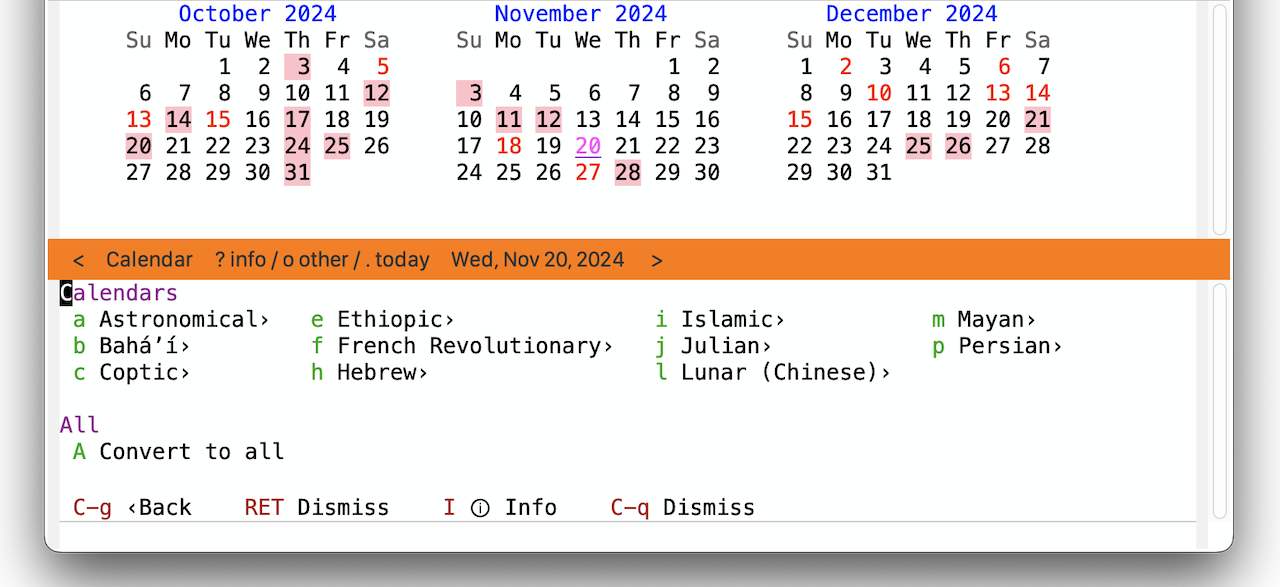 October 2024 November 2024 December 2024
Su Mo Tu We Th Fr Sa Su Mo Tu We Th Fr Sa Su Mo Tu We Th Fr Sa
1 2 3 4 5 1 2 1 2 3 4 5 6 7
6 7 8 9 10 11 12 3 4 5 6 7 8 9 8 9 10 11 12 13 14
13 14 15 16 17 18 19 10 11 12 13 14 15 16 15 16 17 18 19 20 21
20 21 22 23 24 25 26 17 18 19 20 21 22 23 22 23 24 25 26 27 28
27 28 29 30 31 24 25 26 27 28 29 30 29 30 31
< Calendar ? info / o other / . today Wed, Nov 20, 2024 >
Calendars
a Astronomical› e Ethiopic› i Islamic› m Mayan›
b Bahá’í› f French Revolutionary› j Julian› p Persian›
c Coptic› h Hebrew› l Lunar (Chinese)›
All
A Convert to all
C-g ‹Back RET Dismiss I ⓘ Info C-q Dismiss